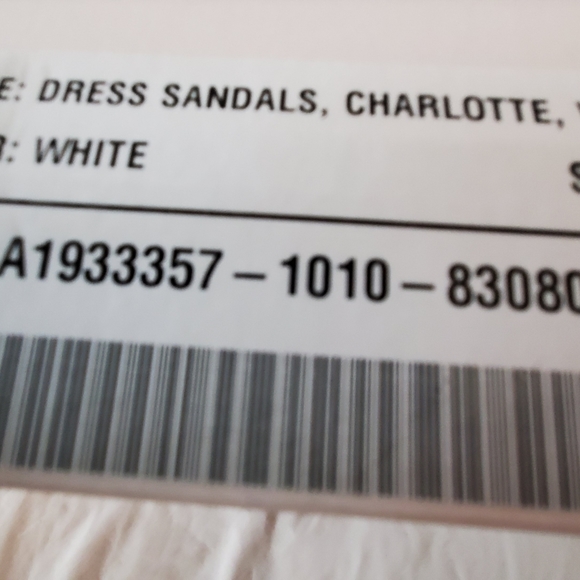 E: DRESS SANDALS, CHARLOTTE,
R: WHITE
A1933357-1010-83080